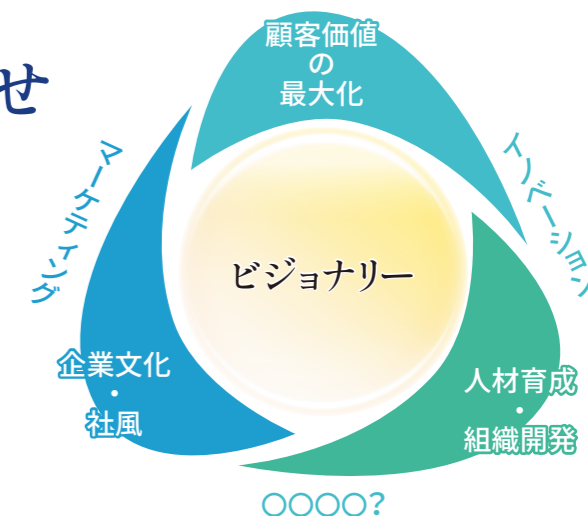 せ
顧客価値
の
最大化
マーケティング
イノベーション
ビジョナリー
企業文化
・
社風
人材育成
・
組織開発
〇〇〇〇?